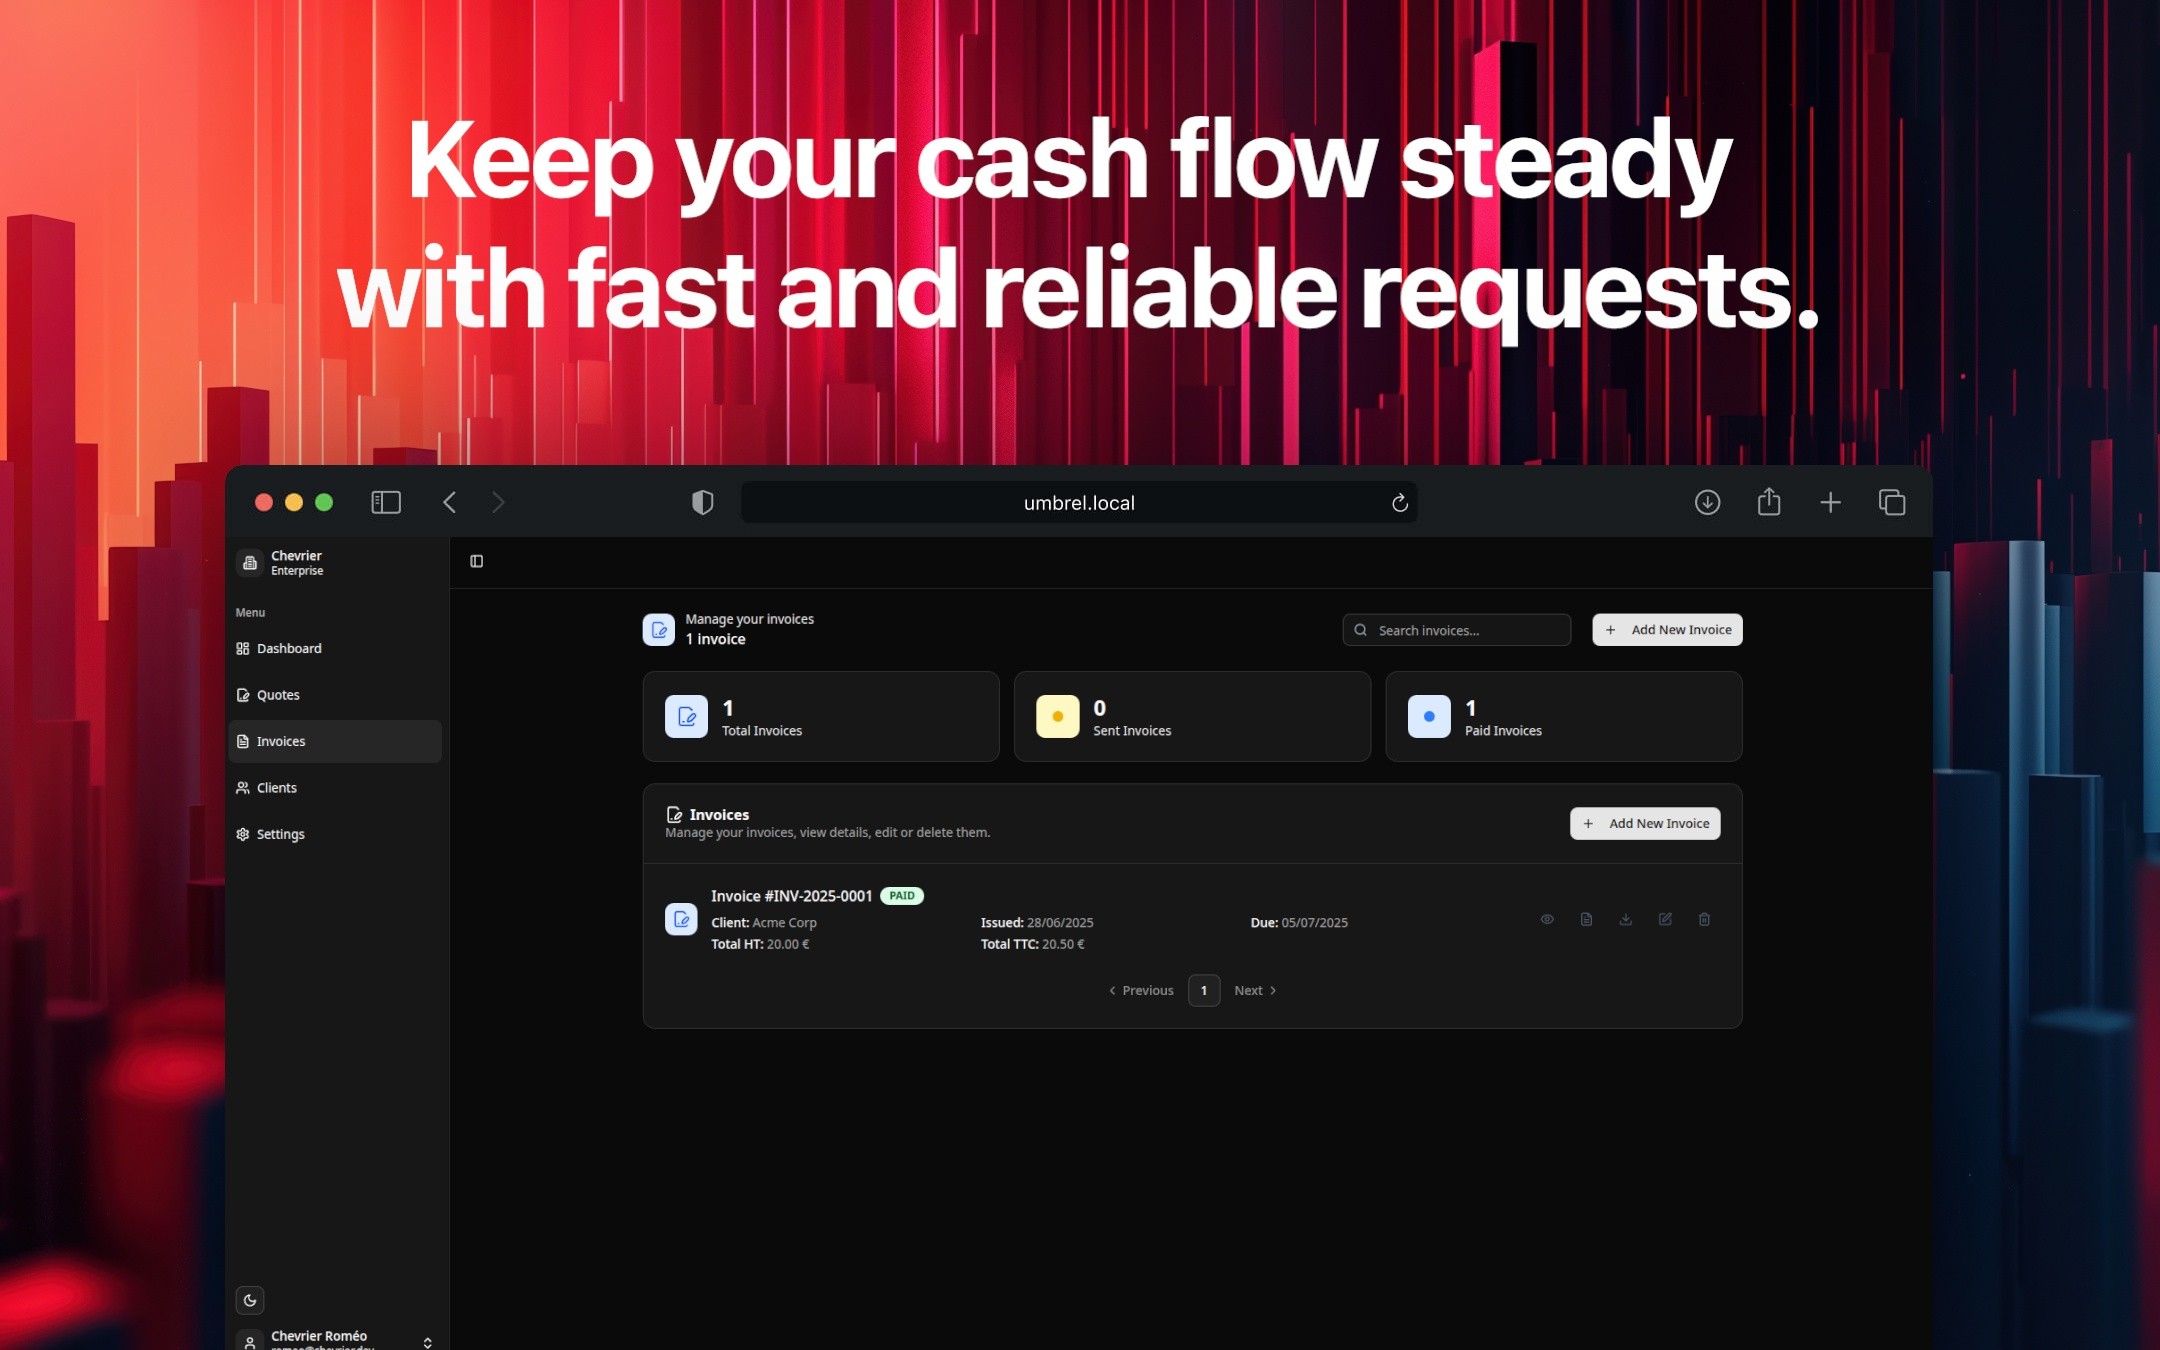 Keep your cash flow steady
with fast and reliable requests.
umbrel.local
Chevrier
Enterprise
Menu
Dashboard
Quotes
Invoices
Clients
Settings
Chevrier Roméo
Manage your invoices
1 invoice
Search invoices...
+ Add New Invoice
1
Total Invoices
0
Sent Invoices
1
Paid Invoices
Invoices
Manage your invoices, view details, edit or delete them.
+ Add New Invoice
Invoice #INV-2025-0001 PAID
Client: Acme Corp Issued: 28/06/2025 Due: 05/07/2025
Total HT: 20.00 € Total TTC: 20.50 €
Previous 1 Next